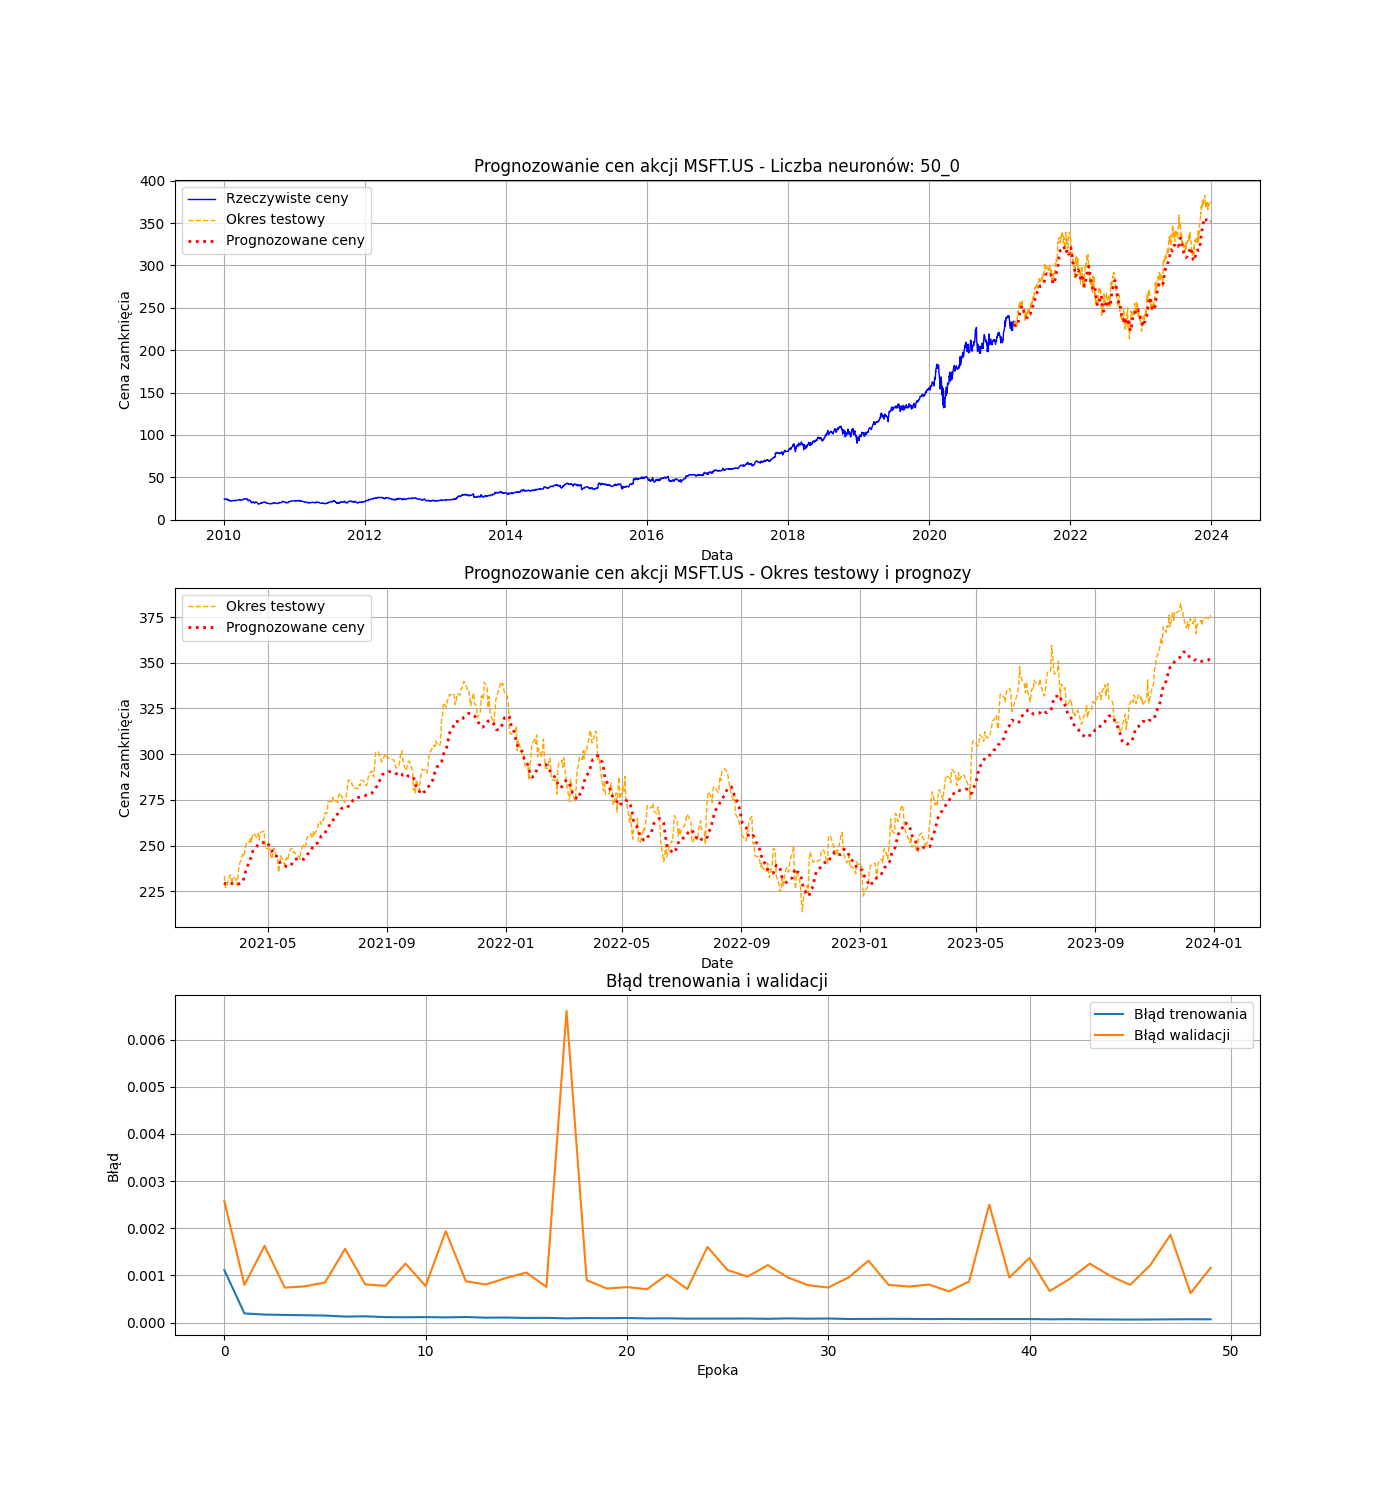 Prognozowanie cen akcji MSFT.US - Liczba neuronów: 50_0
400
350
300
250
200
150
100
50
0
Cena zamknięcia
Rzeczywiste ceny
Okres testowy
Prognozowane ceny
2010 2012 2014 2016 2018 2020 2022 2024
Data
Prognozowanie cen akcji MSFT.US - Okres testowy i prognozy
375
350
325
300
275
250
225
Cena zamknięcia
Okres testowy
Prognozowane ceny
2021-05 2021-09 2022-01 2022-05 2022-09 2023-01 2023-05 2023-09 2024-01
Date
Błąd trenowania i walidacji
0.006
0.005
0.004
0.003
0.002
0.001
0.000
Błąd
Błąd trenowania
Błąd walidacji
0 10 20 30 40 50
Epoka